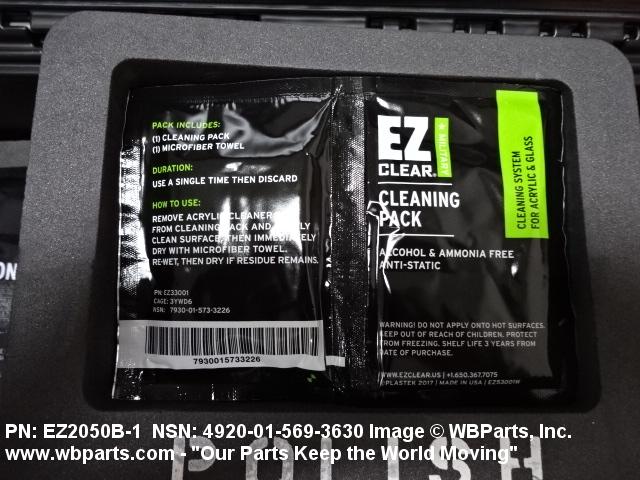 PACK INCLUDES:
(1) CLEANING PACK
(1) MICROFIBER TOWEL
DURATION:
USE A SINGLE TIME THEN DISCARD
HOW TO USE:
REMOVE ACRYLIC CLEANER
FROM CLEANING PACK AND
CLEAN SURFACE, THEN IMMEDIATELY
DRY WITH MICROFIBER TOWEL.
RE-WET, THEN DRY IF RESIDUE REMAINS.
PN: EZ33001
CAGE: 3YWD6
NSN: 7930-01-573-3226
7930015733226
EZ
CLEAR.
MILITARY
CLEANING
PACK
ALCOHOL & AMMONIA FREE
ANTI-STATIC
CLEANING SYSTEM
FOR ACRYLIC & GLASS
WARNING! DO NOT APPLY ONTO HOT SURFACES.
KEEP OUT OF REACH OF CHILDREN. PROTECT
FROM FREEZING. SHELF LIFE 3 YEARS FROM
DATE OF PURCHASE.
WWW.EZCLEAR.US | +1.650.367.7075
©PLASTEK 2017 | MADE IN USA | EZ53001W
ON
POLISH
PN: EZ2050B-1 NSN: 4920-01-569-3630 Image © WBParts, Inc.
www.wbparts.com - "Our Parts Keep the World Moving"